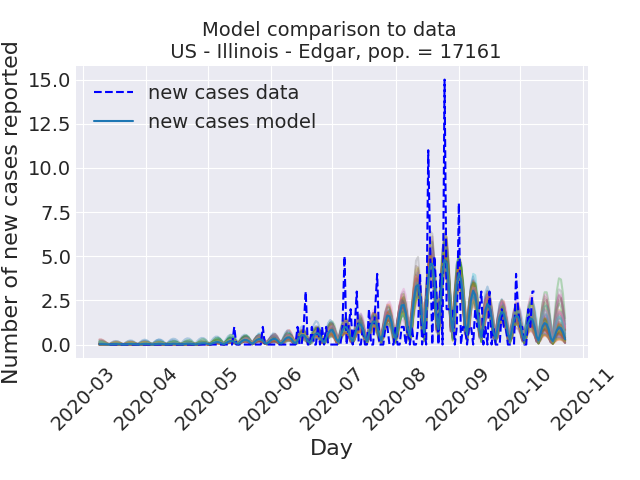 Model comparison to data
US - Illinois - Edgar, pop. = 17161
Number of new cases reported
15.0
12.5
10.0
7.5
5.0
2.5
0.0
new cases data
new cases model
2020-03
2020-04
2020-05
2020-06
2020-07
2020-08
2020-09
2020-10
2020-11
Day